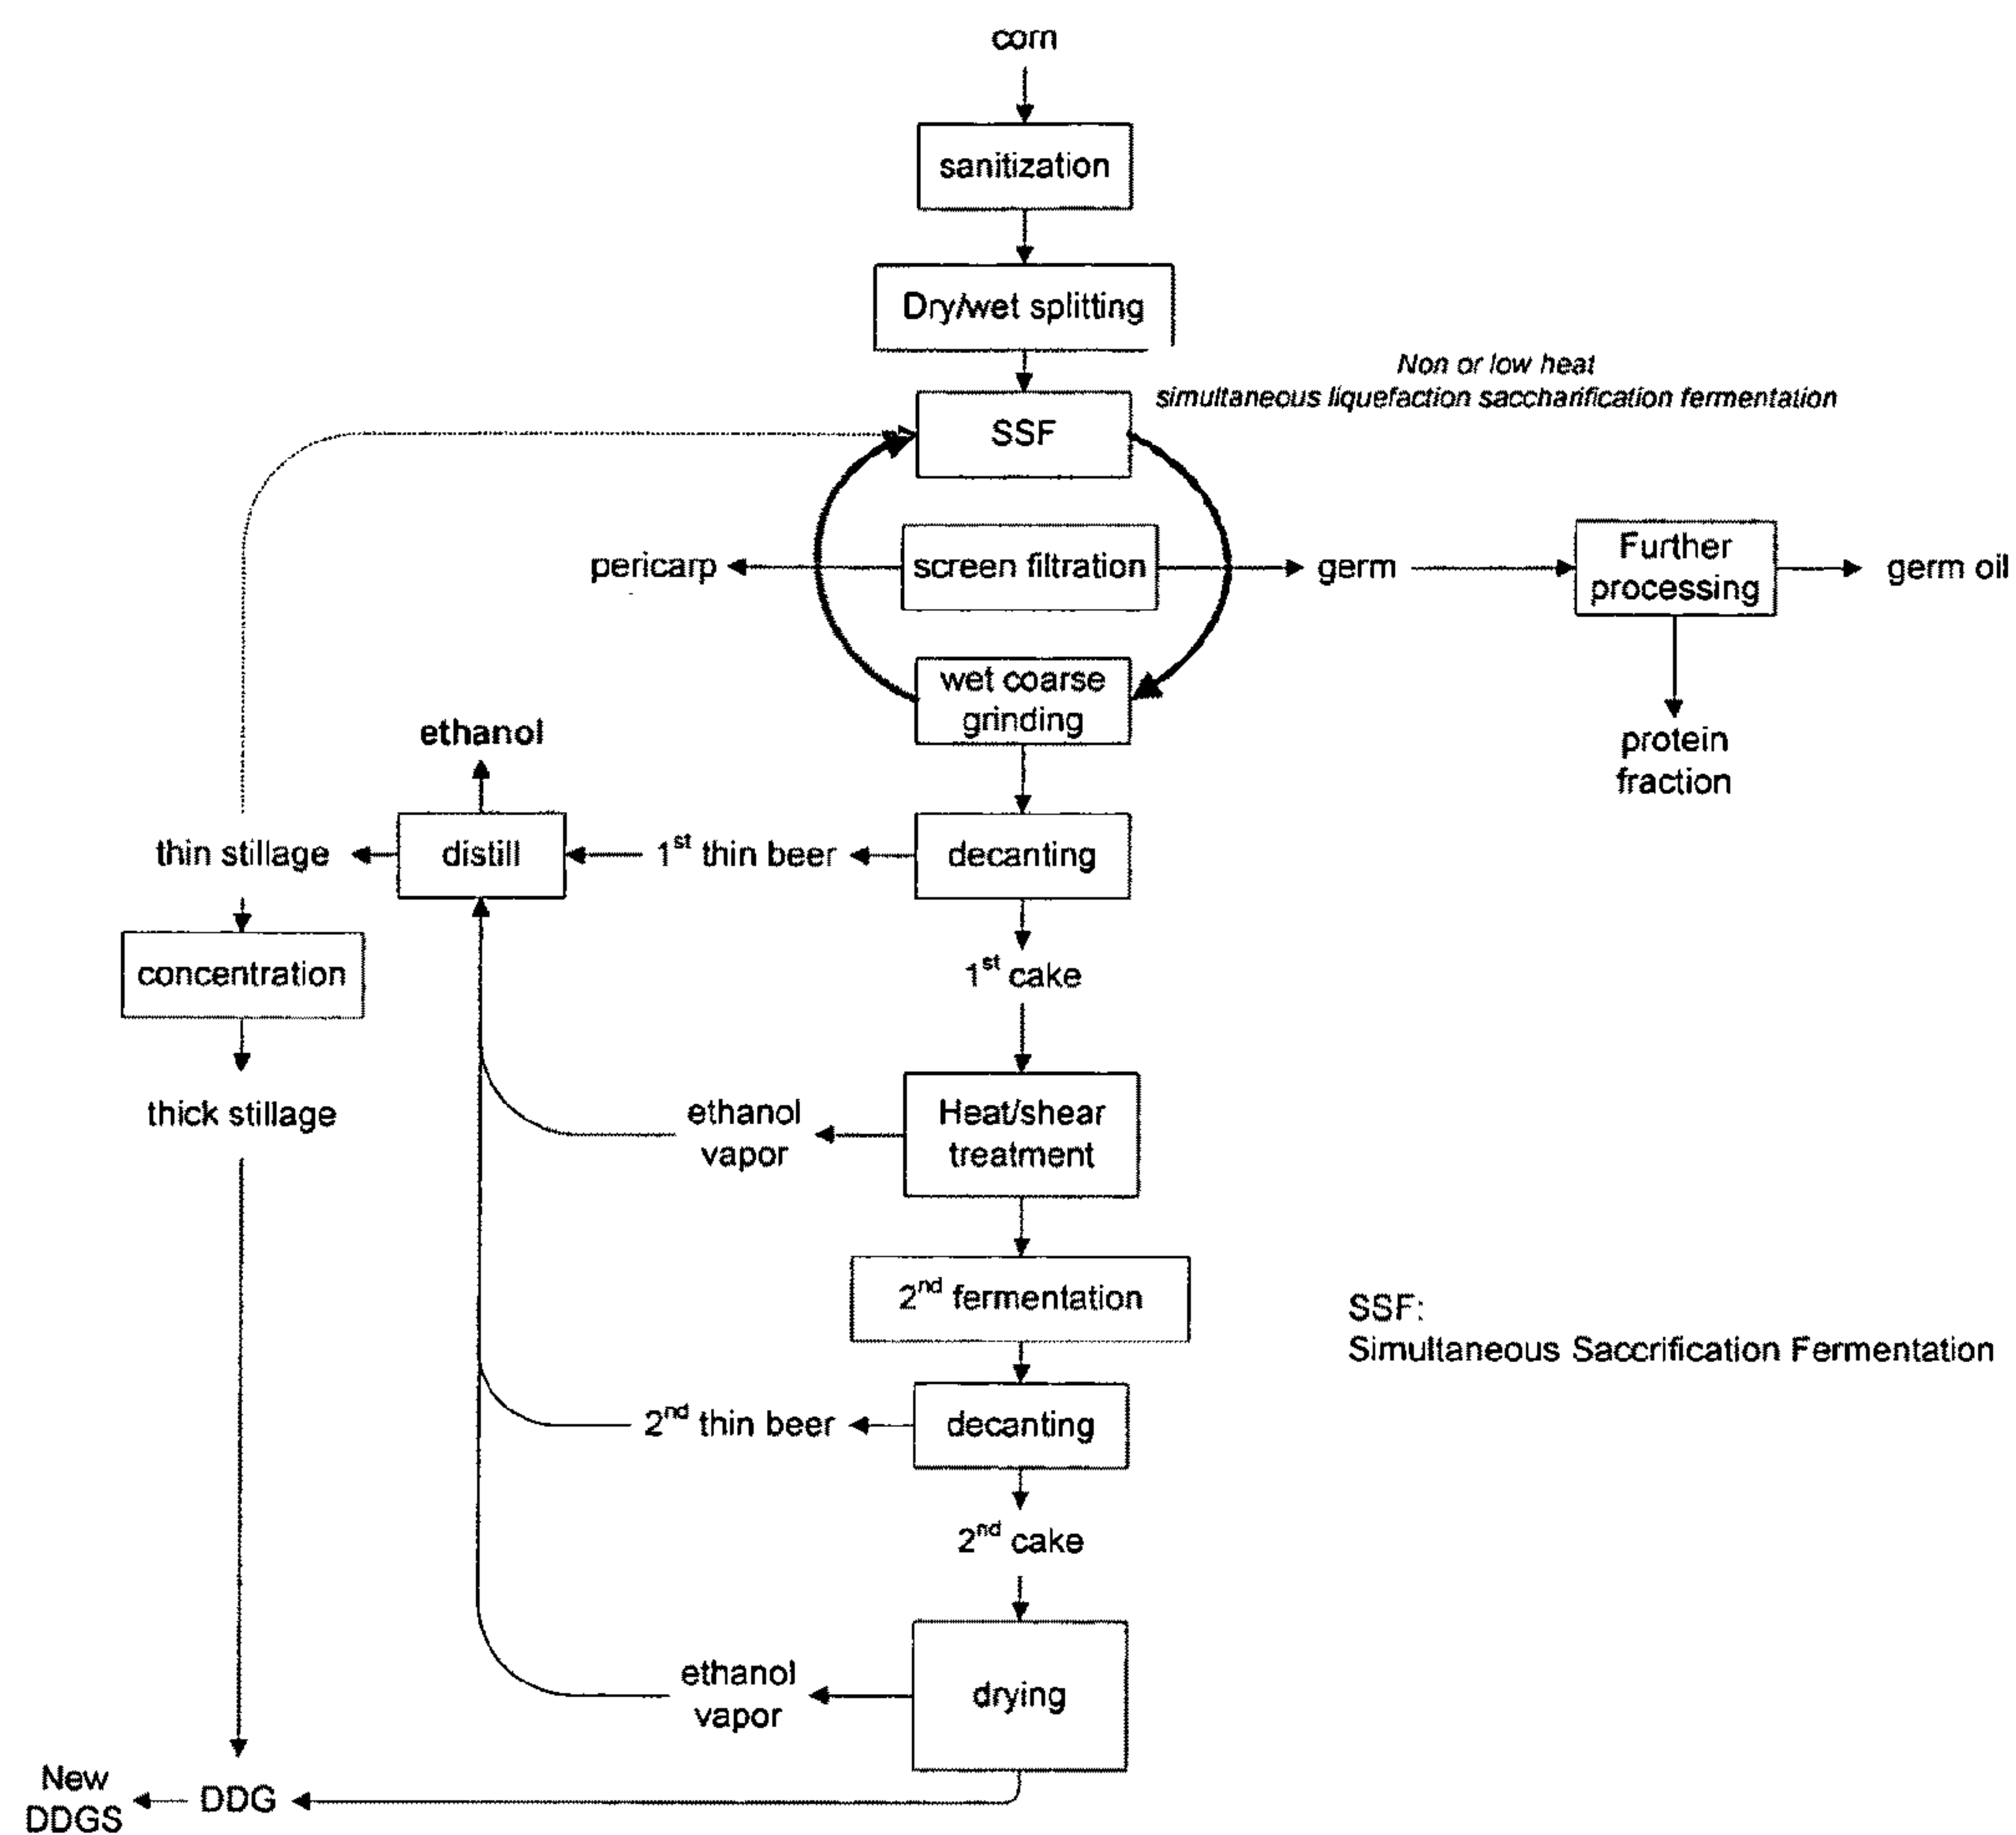 corn
sanitization
Dry/wet splitting
Non or low heat
simultaneous liquefaction saccharification fermentation
SSF
pericarp
screen filtration
germ
Further
processing
germ oil
wet coarse
grinding
protein
fraction
ethanol
thin stillage
distill
1st thin beer
decanting
concentration
1st cake
thick stillage
ethanol
vapor
Heat/shear
treatment
2nd fermentation
SSF:
Simultaneous Saccrification Fermentation
2nd thin beer
decanting
2nd cake
ethanol
vapor
drying
New
DDGS
DDG